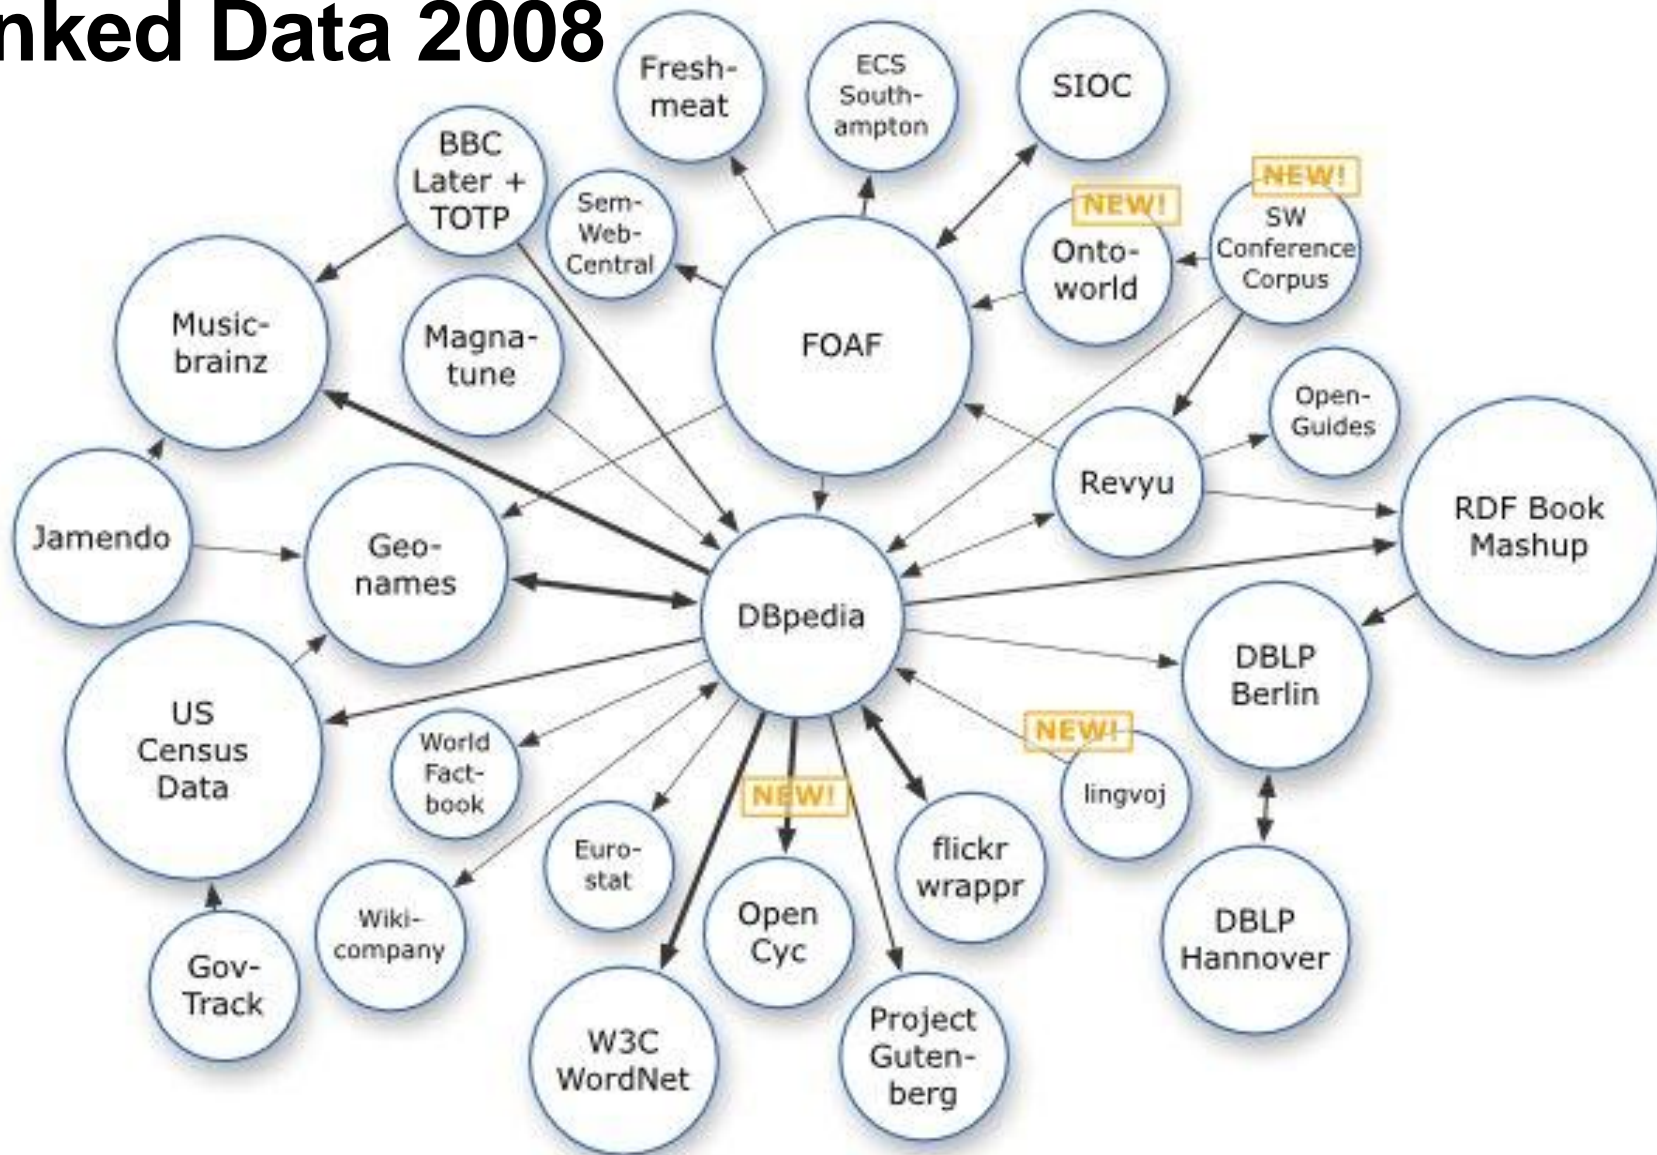 nked Data 2008
Fresh-
meat
ECS
South-
ampton
SIOC
BBC
Later +
TOTP
Sem-
Web-
Central
NEW!
Onto-
world
NEW!
SW
Conference
Corpus
Music-
brainz
Magna-
tune
FOAF
Open-
Guides
Revyu
RDF Book
Mashup
Jamendo
Geo-
names
DBpedia
DBLP
Berlin
US
Census
Data
World
Fact-
book
NEW!
lingvoj
NEW!
Euro-
stat
flickr
wrappr
Wiki-
company
Open
Cyc
DBLP
Hannover
Gov-
Track
W3C
WordNet
Project
Guten-
berg